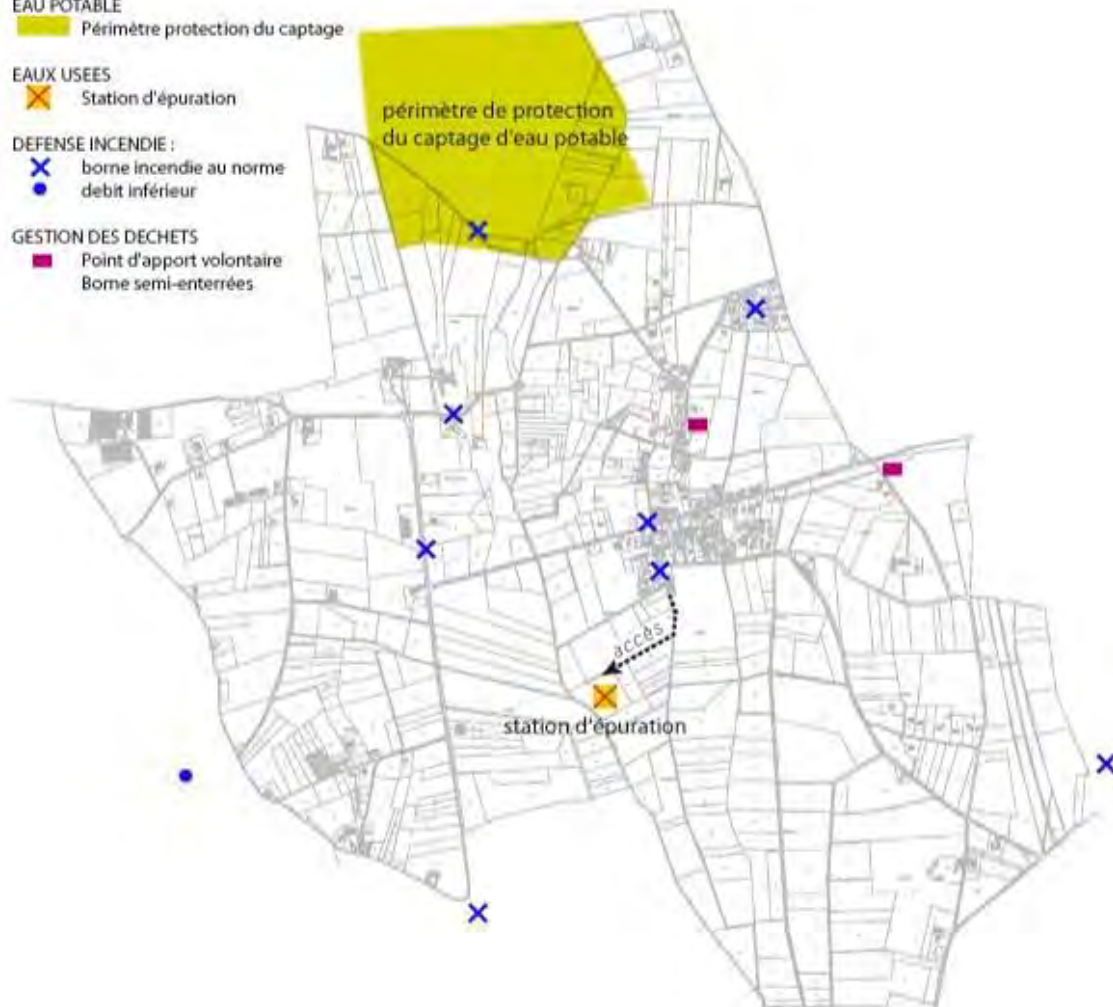 EAU POTABLE
Périmètre protection du captage
EAUX USEES
Station d'épuration
DEFENSE INCENDIE :
borne incendie au norme
debit inférieur
GESTION DES DECHETS
Point d'apport volontaire
Borne semi-enterrées
périmètre de protection
du captage d'eau potable
accès
station d'épuration